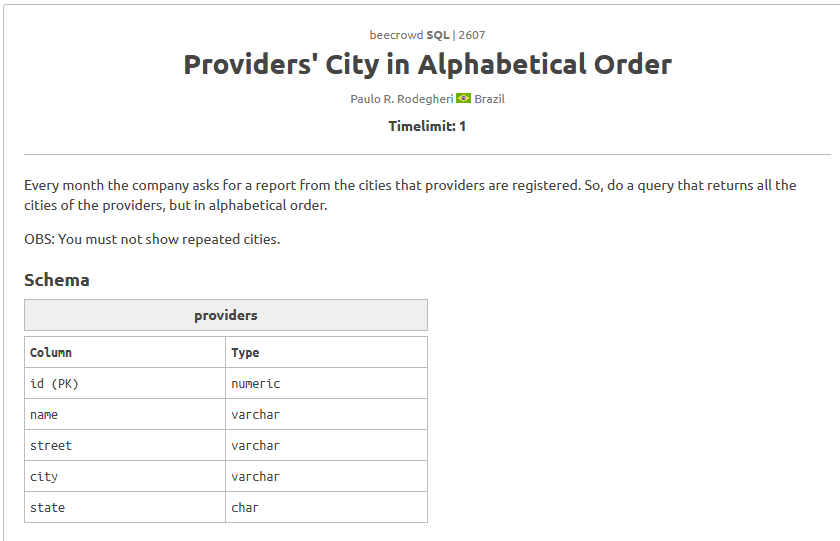 beecrowd SQL | 2607
Providers' City in Alphabetical Order
Paulo R. Rodegheri Brazil
Timelimit: 1
Every month the company asks for a report from the cities that providers are registered. So, do a query that returns all the
cities of the providers, but in alphabetical order.
OBS: You must not show repeated cities.
Schema
providers
Column Type
id (PK) numeric
name varchar
street varchar
city varchar
state char